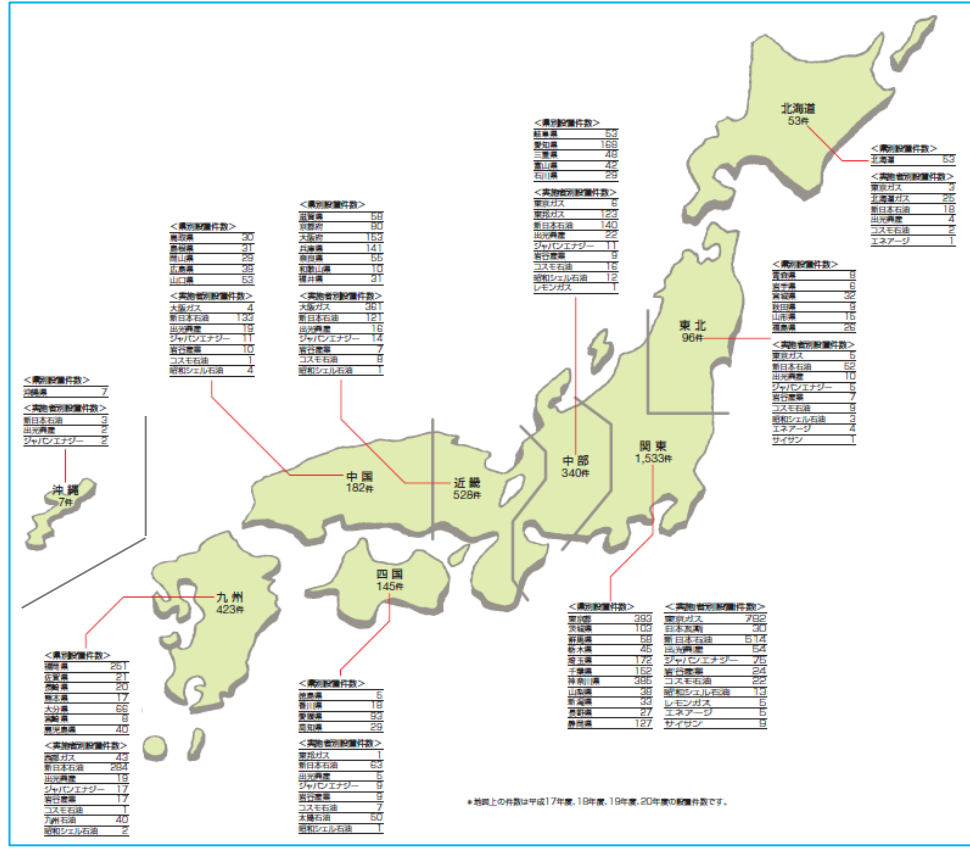 北海道
53件
<県別設置件数>
北海道 53
<実施者別設置件数>
東京ガス 3
北海道ガス 25
新日本石油 18
出光興産 4
コスモ石油 2
エネアージ 1
<県別設置件数>
岐阜県 53
愛知県 168
三重県 48
富山県 42
石川県 29
<実施者別設置件数>
東京ガス 6
東邦ガス 123
新日本石油 140
出光興産 22
ジャパンエナジー 11
岩谷産業 9
コスモ石油 16
昭和シェル石油 12
レモンガス 1
<県別設置件数>
滋賀県 58
京都府 80
大阪府 153
兵庫県 141
奈良県 55
和歌山県 10
福井県 31
<実施者別設置件数>
大阪ガス 361
新日本石油 121
出光興産 16
ジャパンエナジー 14
岩谷産業 7
コスモ石油 8
昭和シェル石油 1
<県別設置件数>
鳥取県 30
島根県 31
岡山県 29
広島県 39
山口県 53
<実施者別設置件数>
大阪ガス 4
新日本石油 133
出光興産 19
ジャパンエナジー 11
岩谷産業 10
コスモ石油 1
昭和シェル石油 4
<県別設置件数>
青森県 8
岩手県 6
宮城県 32
秋田県 9
山形県 15
福島県 26
<実施者別設置件数>
東京ガス 5
新日本石油 52
出光興産 10
ジャパンエナジー 5
岩谷産業 7
コスモ石油 9
昭和シェル石油 3
エネアージ 4
サイサン 1
東北
96件
<県別設置件数>
沖縄県 7
<実施者別設置件数>
新日本石油 3
出光興産 2
ジャパンエナジー 2
沖縄
7件
中国
182件
近畿
528件
中部
340件
関東
1,533件
四国
145件
九州
423件
<県別設置件数>
福岡県 251
佐賀県 21
長崎県 20
熊本県 17
大分県 66
宮崎県 8
鹿児島県 40
<実施者別設置件数>
西部ガス 43
新日本石油 284
出光興産 19
ジャパンエナジー 17
岩谷産業 17
コスモ石油 1
九州石油 40
昭和シェル石油 2
<県別設置件数>
徳島県 5
香川県 18
愛媛県 93
高知県 29
<実施者別設置件数>
東邦ガス 1
新日本石油 63
出光興産 5
ジャパンエナジー 9
岩谷産業 9
コスモ石油 7
太陽石油 50
昭和シェル石油 1
<県別設置件数>
東京都 393
茨城県 103
群馬県 58
栃木県 45
埼玉県 172
千葉県 152
神奈川県 385
山梨県 38
新潟県 33
長野県 27
静岡県 127
<実施者別設置件数>
東京ガス 782
日本瓦斯 30
新日本石油 514
出光興産 54
ジャパンエナジー 75
岩谷産業 24
コスモ石油 22
昭和シェル石油 13
レモンガス 5
エネアージ 5
サイサン 9
*地図上の件数は平成17年度、18年度、19年度、20年度の設置件数です。